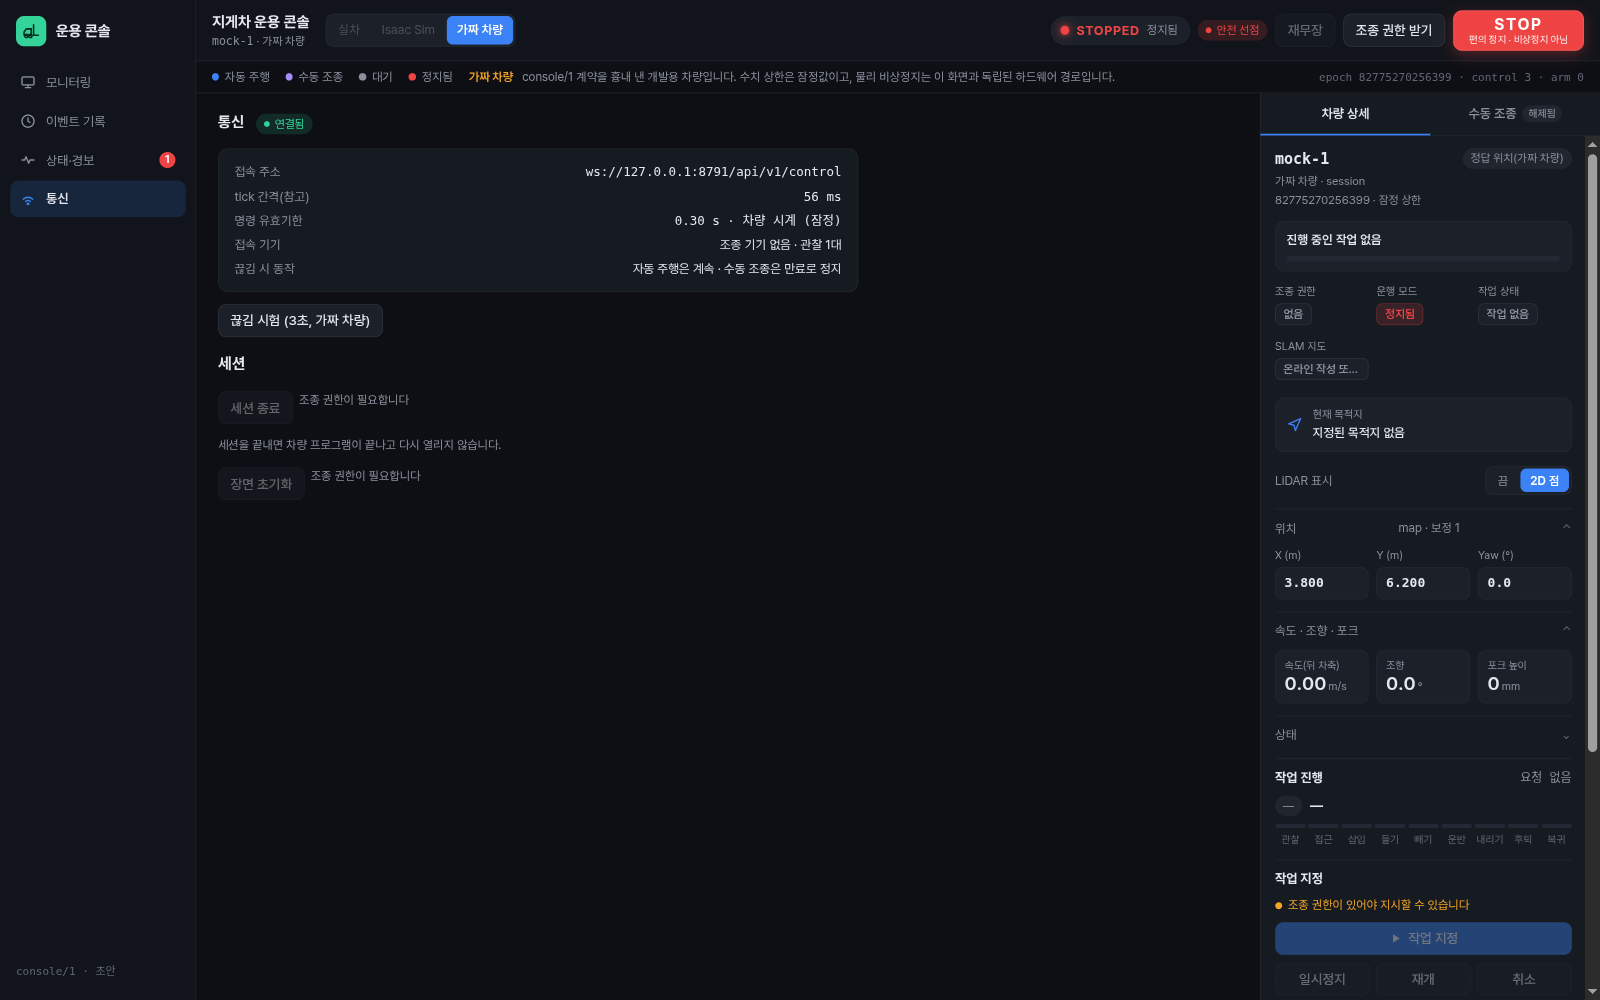 운용 콘솔
모니터링
이벤트 기록
상태·경보 1
통신
console/1 · 초안
지게차 운용 콘솔
mock-1 · 가짜 차량
실차 Isaac Sim 가짜 차량
STOPPED 정지됨
안전 선점
재무장
조종 권한 받기
STOP
편의 정지 · 비상정지 아님
자동 주행 수동 조종 대기 정지됨 가짜 차량 console/1 계약을 흉내 낸 개발용 차량입니다. 수치 상한은 잠정값이고, 물리 비상정지는 이 화면과 독립된 하드웨어 경로입니다.
epoch 82775270256399 · control 3 · arm 0
통신 연결됨
접속 주소 ws://127.0.0.1:8791/api/v1/control
tick 간격(참고) 56 ms
명령 유효기한 0.30 s · 차량 시계 (잠정)
접속 기기 조종 기기 없음 · 관찰 1대
끊김 시 동작 자동 주행은 계속 · 수동 조종은 만료로 정지
끊김 시험 (3초, 가짜 차량)
세션
세션 종료 조종 권한이 필요합니다
세션을 끝내면 차량 프로그램이 끝나고 다시 열리지 않습니다.
장면 초기화 조종 권한이 필요합니다
차량 상세 수동 조종 해제됨
mock-1 정답 위치(가짜 차량)
가짜 차량 · session
82775270256399 · 잠정 상한
진행 중인 작업 없음
조종 권한 운행 모드 작업 상태
없음 정지됨 작업 없음
SLAM 지도
온라인 작성 또...
현재 목적지
지정된 목적지 없음
LiDAR 표시 끔 2D 점
위치 map · 보정 1
X (m) Y (m) Yaw (°)
3.800 6.200 0.0
속도 · 조향 · 포크
속도(뒤 차축) 조향 포크 높이
0.00 m/s 0.0 ° 0 mm
상태
작업 진행 요청 없음
— —
관찰 접근 삽입 들기 빼기 운반 내리기 후퇴 복귀
작업 지정
조종 권한이 있어야 지시할 수 있습니다
작업 지정
일시정지 재개 취소